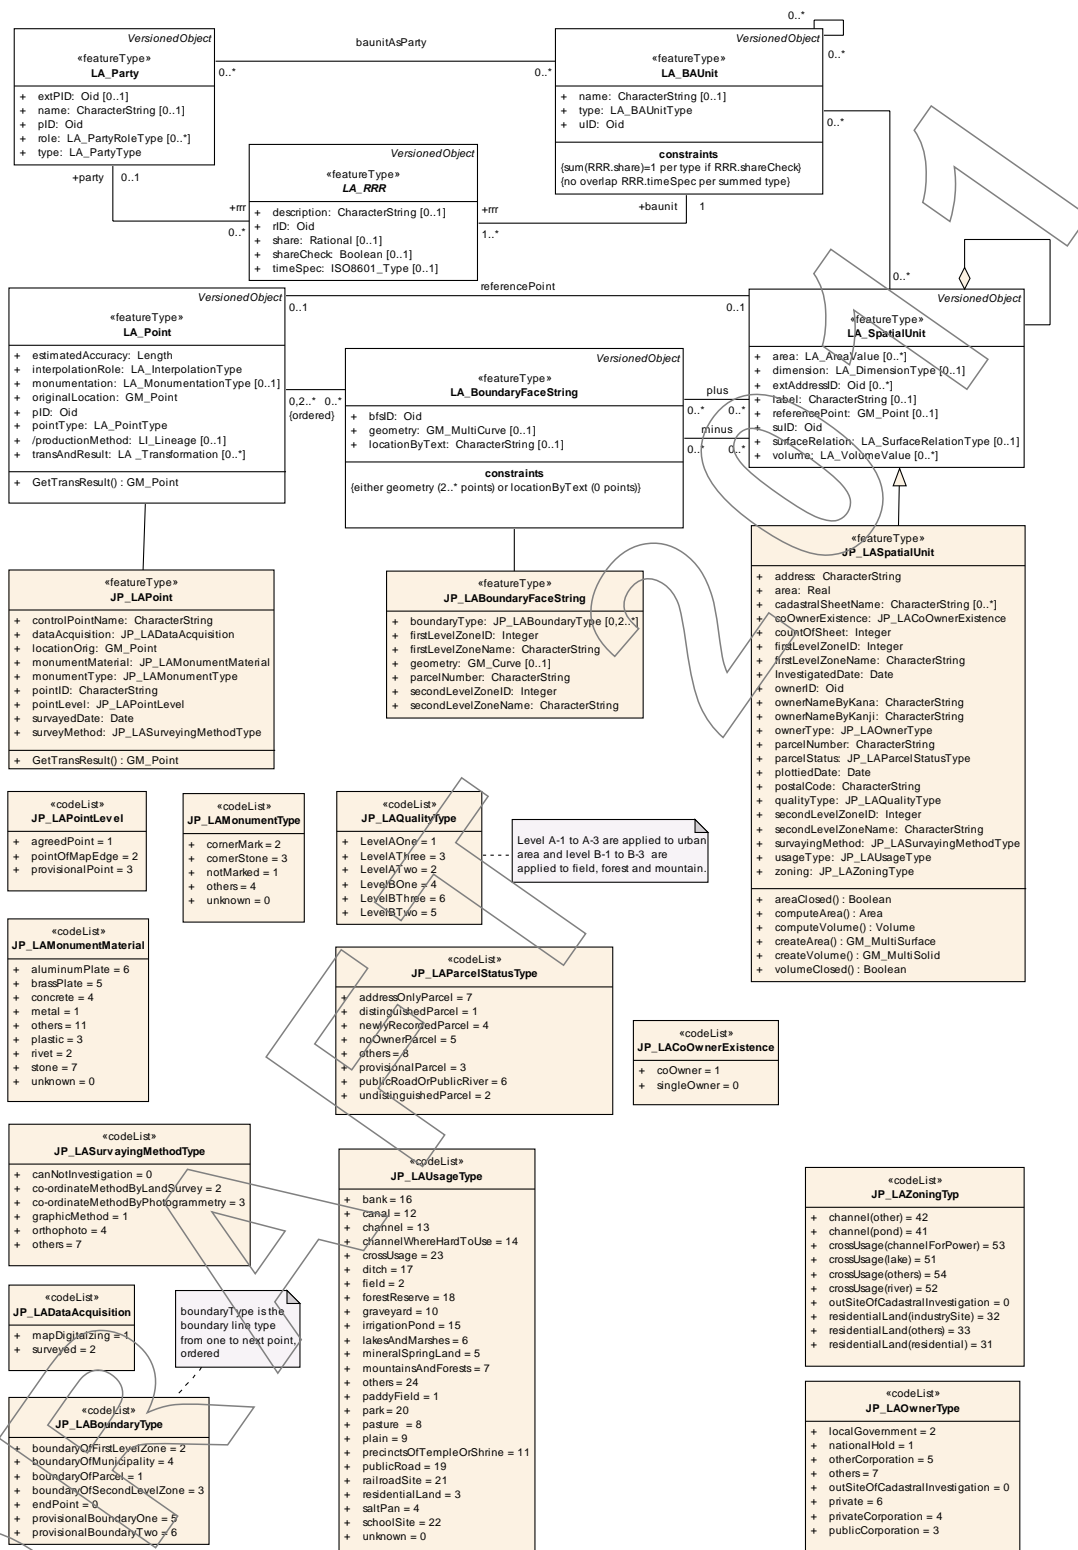 VersionedObject
«featureType»
LA_Party
+ extPID: Oid [0..1]
+ name: CharacterString [0..1]
+ pID: Oid
+ role: LA_PartyRoleType [0..*]
+ type: LA_PartyType
baunitAsParty
0..*
0..*
0..*
0..*
VersionedObject
«featureType»
LA_BAUnit
+ name: CharacterString [0..1]
+ type: LA_BAUnitType
+ uID: Oid
constraints
{sum(RRR.share)=1 per type if RRR.shareCheck}
{no overlap RRR.timeSpec per summed type}
0..*
0..*
+party 0..1
+rrr
0..*
VersionedObject
«featureType»
LA_RRR
+ description: CharacterString [0..1]
+ rID: Oid
+ share: Rational [0..1]
+ shareCheck: Boolean [0..1]
+ timeSpec: ISO8601_Type [0..1]
+rrr
1..*
+baunit 1
referencePoint
0..1
0..1
VersionedObject
«featureType»
LA_Point
+ estimatedAccuracy: Length
+ interpolationRole: LA_InterpolationType
+ monumentation: LA_MonumentationType [0..1]
+ originalLocation: GM_Point
+ pID: Oid
+ pointType: LA_PointType
+ /productionMethod: LI_Lineage [0..1]
+ transAndResult: LA _Transformation [0..*]
+ GetTransResult() : GM_Point
0,2..* 0..*
{ordered}
VersionedObject
«featureType»
LA_BoundaryFaceString
+ bfsID: Oid
+ geometry: GM_MultiCurve [0..1]
+ locationByText: CharacterString [0..1]
constraints
{either geometry (2..* points) or locationByText (0 points)}
plus
0..* 0..*
minus
0..* 0..*
VersionedObject
«featureType»
LA_SpatialUnit
+ area: LA_AreaValue [0..*]
+ dimension: LA_DimensionType [0..1]
+ extAddressID: Oid [0..*]
+ label: CharacterString [0..1]
+ referencePoint: GM_Point [0..1]
+ suID: Oid
+ surfaceRelation: LA_SurfaceRelationType [0..1]
+ volume: LA_VolumeValue [0..*]
«featureType»
JP_LAPoint
+ controlPointName: CharacterString
+ dataAcquisition: JP_LADataAcquisition
+ locationOrig: GM_Point
+ monumentMaterial: JP_LAMonumentMaterial
+ monumentType: JP_LAMonumentType
+ pointID: CharacterString
+ pointLevel: JP_LAPointLevel
+ survayedDate: Date
+ surveyMethod: JP_LASurveyingMethodType
+ GetTransResult() : GM_Point
«featureType»
JP_LABoundaryFaceString
+ boundaryType: JP_LABoundaryType [0,2..*]
+ firstLevelZoneID: Integer
+ firstLevelZoneName: CharacterString
+ geometry: GM_Curve [0..1]
+ parcelNumber: CharacterString
+ secondLevelZoneID: Integer
+ secondLevelZoneName: CharacterString
«featureType»
JP_LASpatialUnit
+ address: CharacterString
+ area: Real
+ cadastralSheetName: CharacterString [0..*]
+ coOwnerExistence: JP_LACoOwnerExistence
+ countOfSheet: Integer
+ firstLevelZoneID: Integer
+ firstLevelZoneName: CharacterString
+ InvestigatedDate: Date
+ ownerID: Oid
+ ownerNameByKana: CharacterString
+ ownerNameByKanji: CharacterString
+ ownerType: JP_LAOwnerType
+ parcelNumber: CharacterString
+ parcelStatus: JP_LAParcelStatusType
+ plottiedDate: Date
+ postalCode: CharacterString
+ qualityType: JP_LAQualityType
+ secondLevelZoneID: Integer
+ secondLevelZoneName: CharacterString
+ survayingMethod: JP_LASurvayingMethodType
+ usageType: JP_LAUsageType
+ zoning: JP_LAZoningType
+ areaClosed() : Boolean
+ computeArea() : Area
+ computeVolume() : Volume
+ createArea() : GM_MultiSurface
+ createVolume() : GM_MultiSolid
+ volumeClosed() : Boolean
«codeList»
JP_LAPointLevel
+ agreedPoint = 1
+ pointOfMapEdge = 2
+ provisionalPoint = 3
«codeList»
JP_LAMonumentType
+ cornerMark = 2
+ cornerStone = 3
+ notMarked = 1
+ others = 4
+ unknown = 0
«codeList»
JP_LAQualityType
+ LevelAOne = 1
+ LevelAThree = 3
+ LevelATwo = 2
+ LevelBOne = 4
+ LevelBThree = 6
+ LevelBTwo = 5
Level A-1 to A-3 are applied to urban
area and level B-1 to B-3 are
applied to field, forest and mountain.
«codeList»
JP_LAMonumentMaterial
+ aluminumPlate = 6
+ brassPlate = 5
+ concrete = 4
+ metal = 1
+ others = 11
+ plastic = 3
+ rivet = 2
+ stone = 7
+ unknown = 0
«codeList»
JP_LAParcelStatusType
+ addressOnlyParcel = 7
+ distinguishedParcel = 1
+ newlyRecordedParcel = 4
+ noOwnerParcel = 5
+ others = 8
+ provisionalParcel = 3
+ publicRoadOrPublicRiver = 6
+ undistinguishedParcel = 2
«codeList»
JP_LACoOwnerExistence
+ coOwner = 1
+ singleOwner = 0
«codeList»
JP_LASurvayingMethodType
+ canNotInvestigation = 0
+ co-ordinateMethodByLandSurvey = 2
+ co-ordinateMethodByPhotogrammetry = 3
+ graphicMethod = 1
+ orthophoto = 4
+ others = 7
«codeList»
JP_LAUsageType
+ bank = 16
+ canal = 12
+ channel = 13
+ channelWhereHardToUse = 14
+ crossUsage = 23
+ ditch = 17
+ field = 2
+ forestReserve = 18
+ graveyard = 10
+ irrigationPond = 15
+ lakesAndMarshes = 6
+ mineralSpringLand = 5
+ mountainsAndForests = 7
+ others = 24
+ paddyField = 1
+ park = 20
+ pasture = 8
+ plain = 9
+ precinctsOfTempleOrShrine = 11
+ publicRoad = 19
+ railroadSite = 21
+ residentialLand = 3
+ saltPan = 4
+ schoolSite = 22
+ unknown = 0
«codeList»
JP_LAZoningTyp
+ channel(other) = 42
+ channel(pond) = 41
+ crossUsage(channelForPower) = 53
+ crossUsage(lake) = 51
+ crossUsage(others) = 54
+ crossUsage(river) = 52
+ outSiteOfCadastralInvestigation = 0
+ residentialLand(industrySite) = 32
+ residentialLand(others) = 33
+ residentialLand(residential) = 31
«codeList»
JP_LADataAcquisition
+ mapDigitaizing = 1
+ surveyed = 2
boundaryType is the
boundary line type
from one to next point,
ordered
«codeList»
JP_LABoundaryType
+ boundaryOfFirstLevelZone = 2
+ boundaryOfMunicipality = 4
+ boundaryOfParcel = 1
+ boundaryOfSecondLevelZone = 3
+ endPoint = 0
+ provisionalBoundaryOne = 5
+ provisionalBoundaryTwo = 6
«codeList»
JP_LAOwnerType
+ localGovernment = 2
+ nationalHold = 1
+ otherCorporation = 5
+ others = 7
+ outSiteOfCadastralInvestigation = 0
+ private = 6
+ privateCorporation = 4
+ publicCorporation = 3